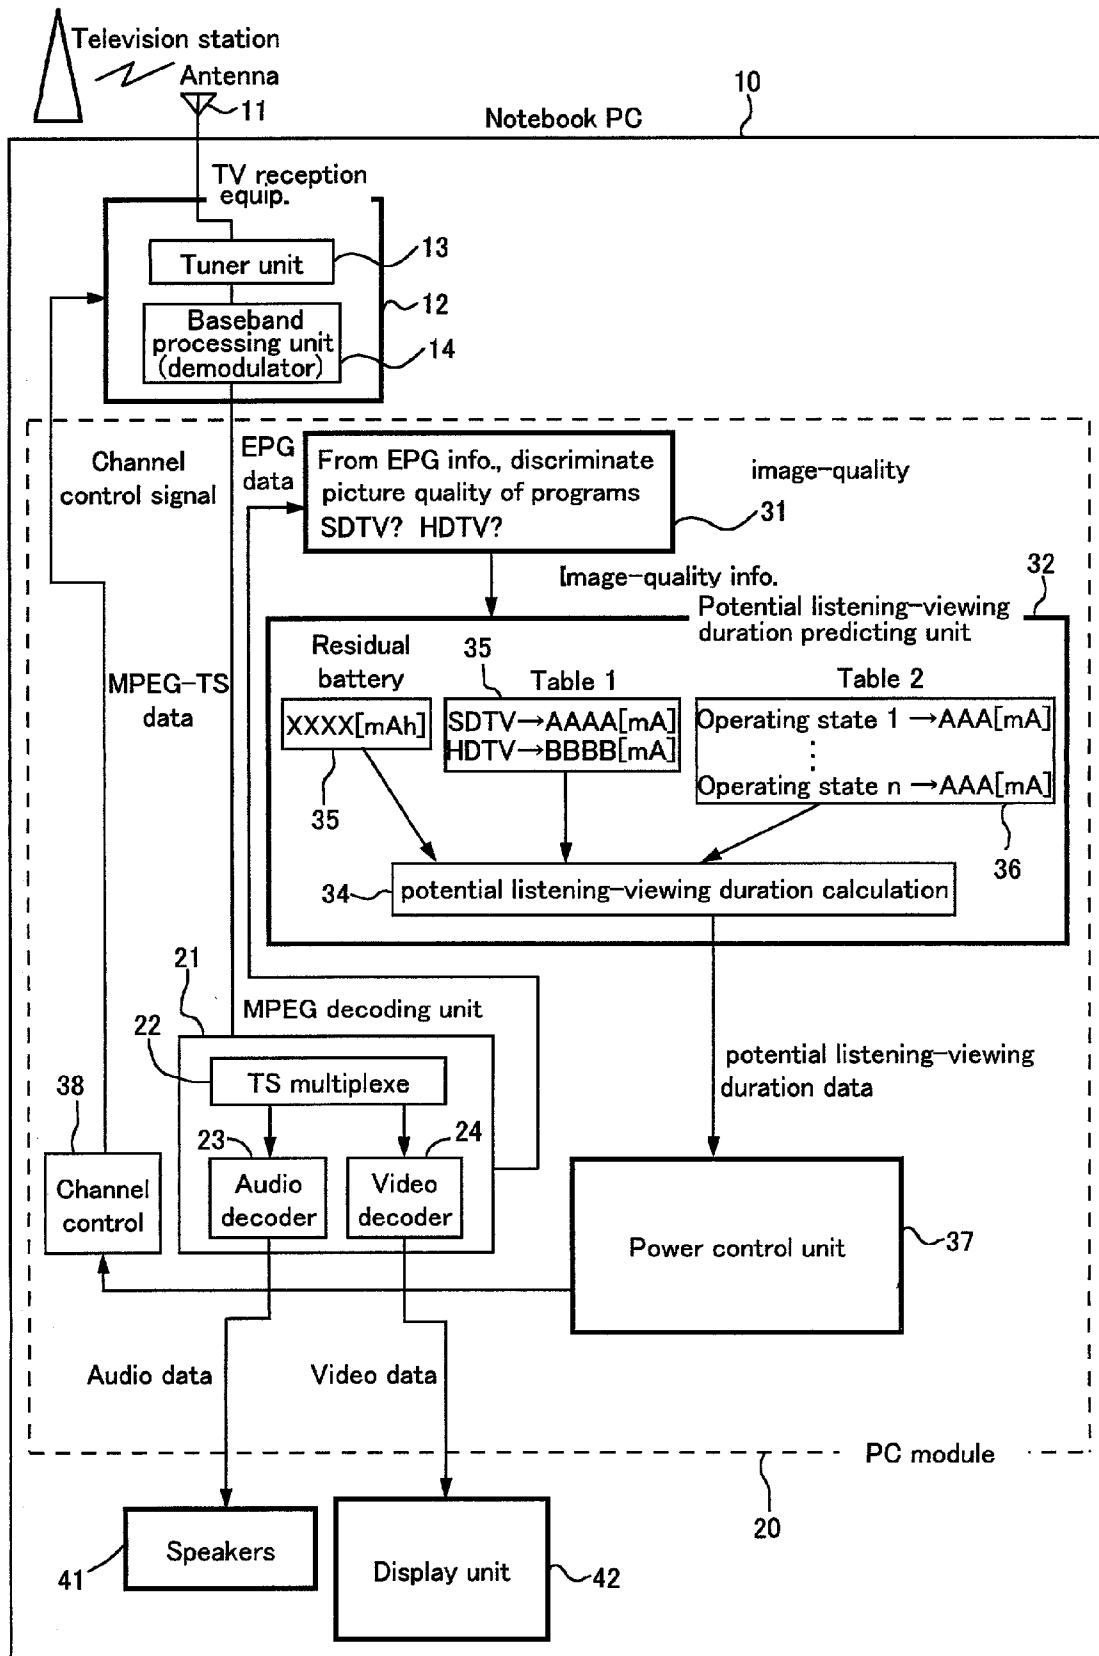 Television station
Antenna
11
Notebook PC
10
TV reception
equip.
Tuner unit
13
12
Baseband
processing unit
(demodulator)
14
Channel
control signal
EPG
data
From EPG info., discriminate
picture quality of programs
SDTV? HDTV?
image-quality
31
Image-quality info.
32
Potential listening-viewing
duration predicting unit
Residual
battery
35
Table 1
Table 2
XXXX[mAh]
SDTV→AAAA[mA]
HDTV→BBBB[mA]
Operating state 1 →AAA[mA]
⋮
Operating state n →AAA[mA]
35
36
34
potential listening-viewing duration calculation
MPEG-TS
data
21
MPEG decoding unit
22
TS multiplexe
23
24
Audio
decoder
Video
decoder
38
Channel
control
potential listening-viewing
duration data
Power control unit
37
Audio data
Video data
PC module
20
Speakers
41
Display unit
42